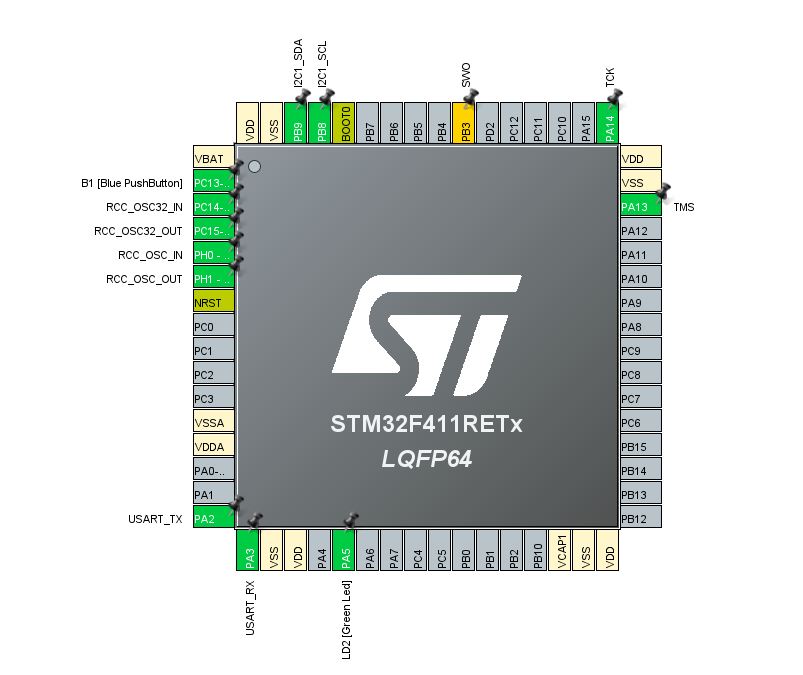 I2C1_SDA
I2C1_SCL
SWO
TCK
VDD
VSS
PB9
PB8
BOOT0
PB7
PB6
PB5
PB4
PB3
PD2
PC12
PC11
PC10
PA15
PA14
VBAT
B1 [Blue PushButton] PC13-..
RCC_OSC32_IN PC14-..
RCC_OSC32_OUT PC15-..
RCC_OSC_IN PH0 -..
RCC_OSC_OUT PH1 -..
NRST
PC0
PC1
PC2
PC3
VSSA
VDDA
PA0-..
PA1
USART_TX PA2
ST
STM32F411RETx
LQFP64
VDD
VSS
PA13 TMS
PA12
PA11
PA10
PA9
PA8
PC9
PC8
PC7
PC6
PB15
PB14
PB13
PB12
PA3
VSS
VDD
PA4
PA5
PA6
PA7
PC4
PC5
PB0
PB1
PB2
PB10
VCAP1
VSS
VDD
USART_RX
LD2 [Green Led]